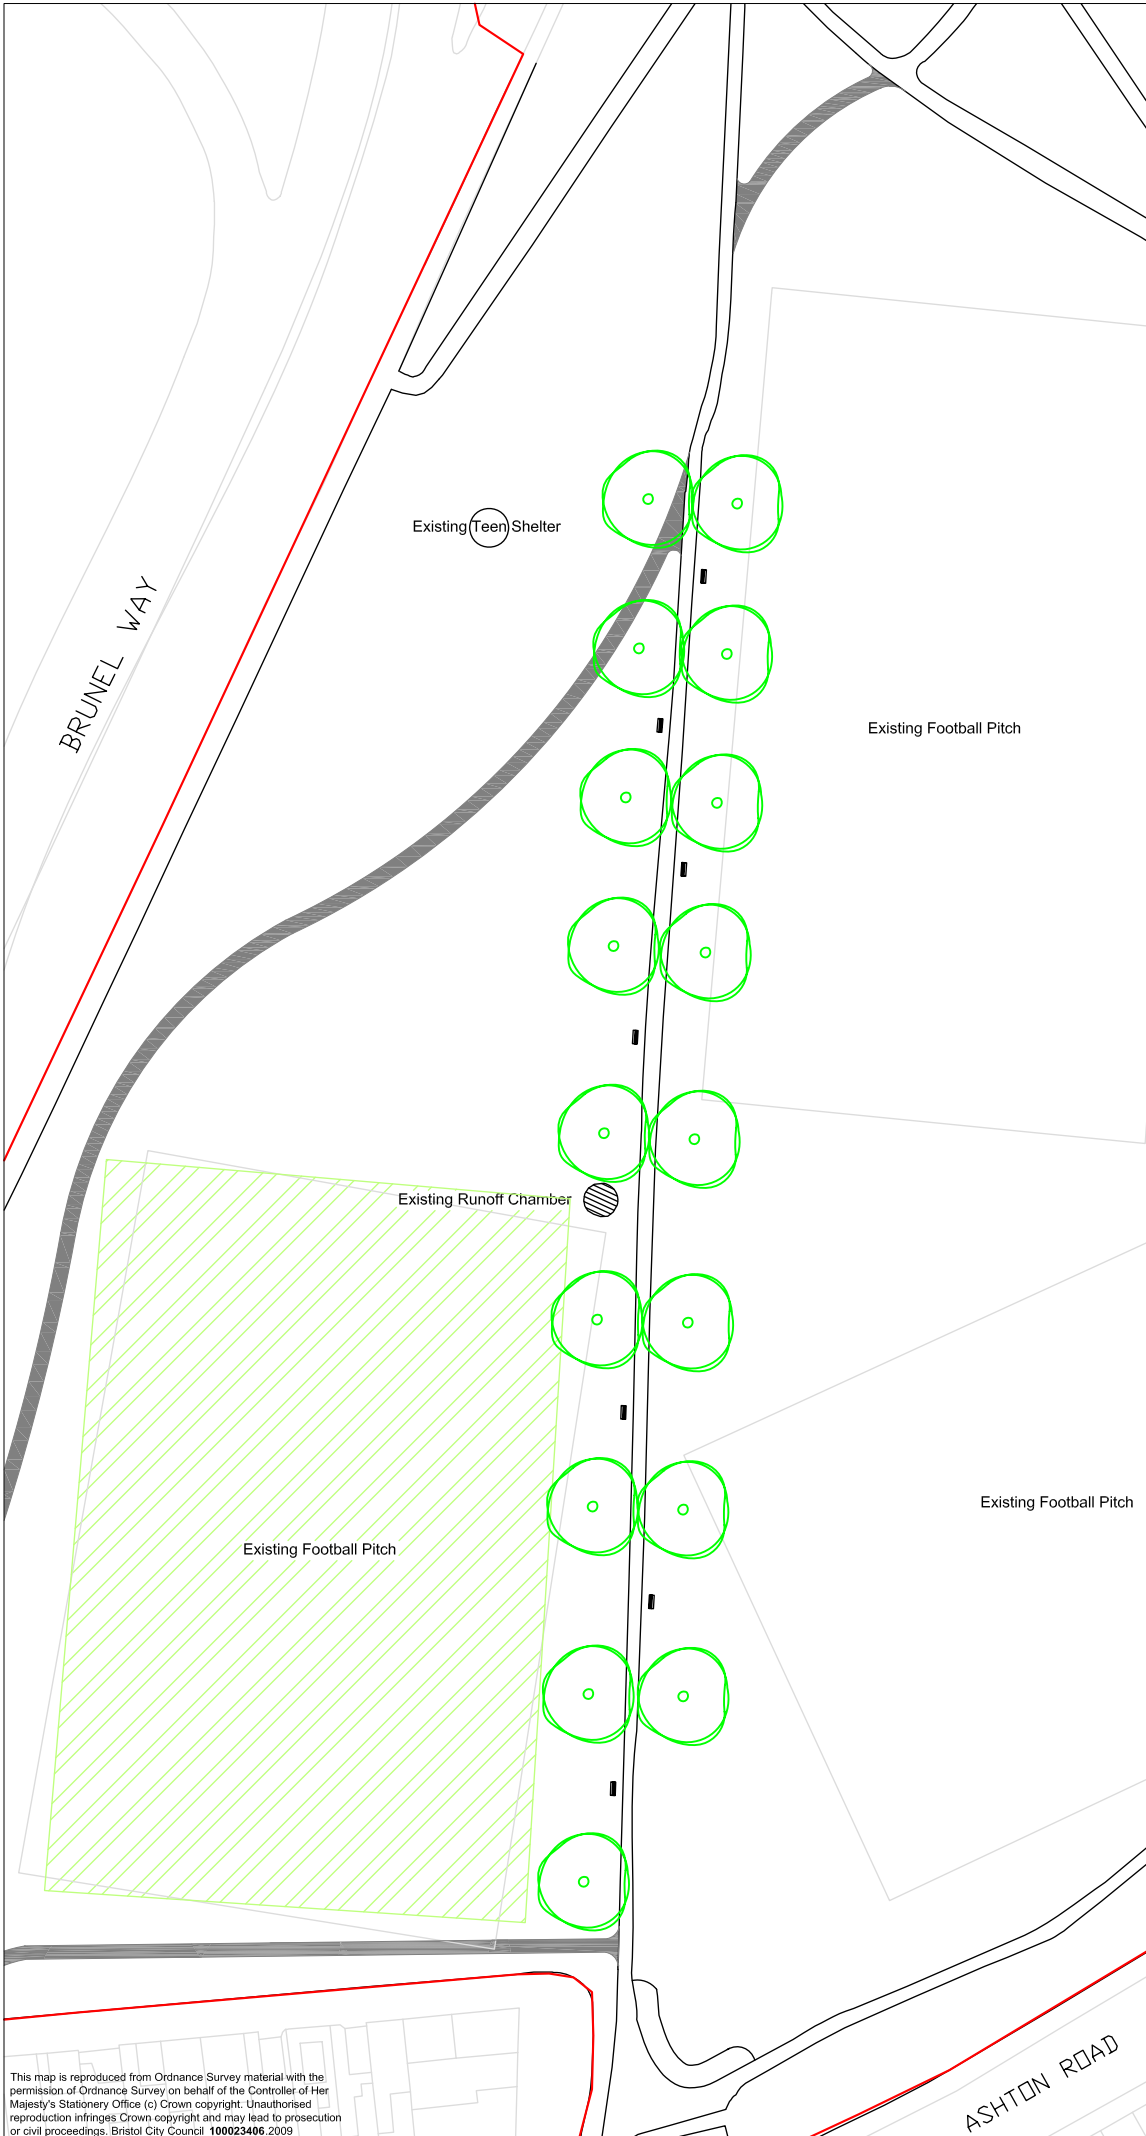 Existing Teen Shelter
BRUNEL WAY
Existing Football Pitch
Existing Runoff Chamber
Existing Football Pitch
Existing Football Pitch
ASHTON ROAD
This map is reproduced from Ordnance Survey material with the
permission of Ordnance Survey on behalf of the Controller of Her
Majesty's Stationery Office (c) Crown copyright. Unauthorised
reproduction infringes Crown copyright and may lead to prosecution
or civil proceedings. Bristol City Council 100023406.2009